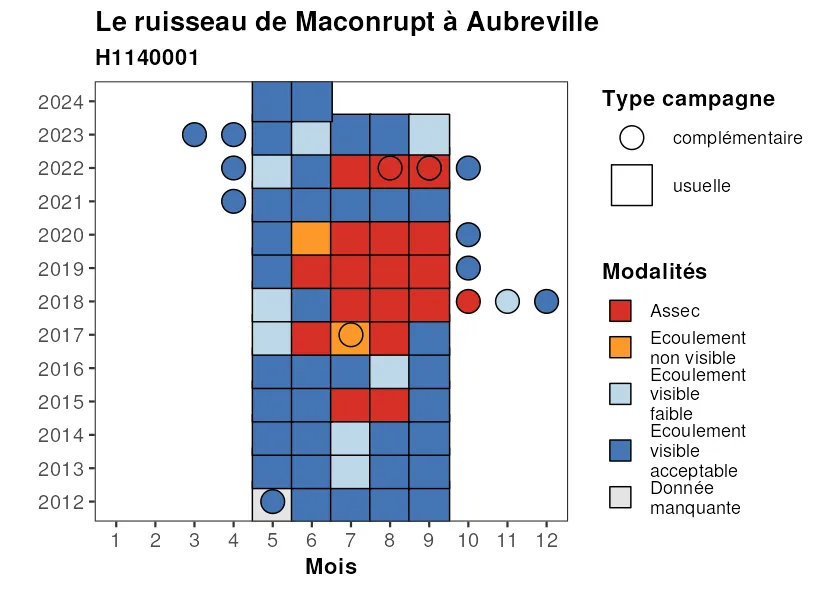 Le ruisseau de Maconrupt à Aubreville
H1140001
2024
2023
2022
2021
2020
2019
2018
2017
2016
2015
2014
2013
2012
1 2 3 4 5 6 7 8 9 10 11 12
Mois
Type campagne
complémentaire
usuelle
Modalités
Assec
Ecoulement
non visible
Ecoulement
visible
faible
Ecoulement
visible
acceptable
Donnée
manquante